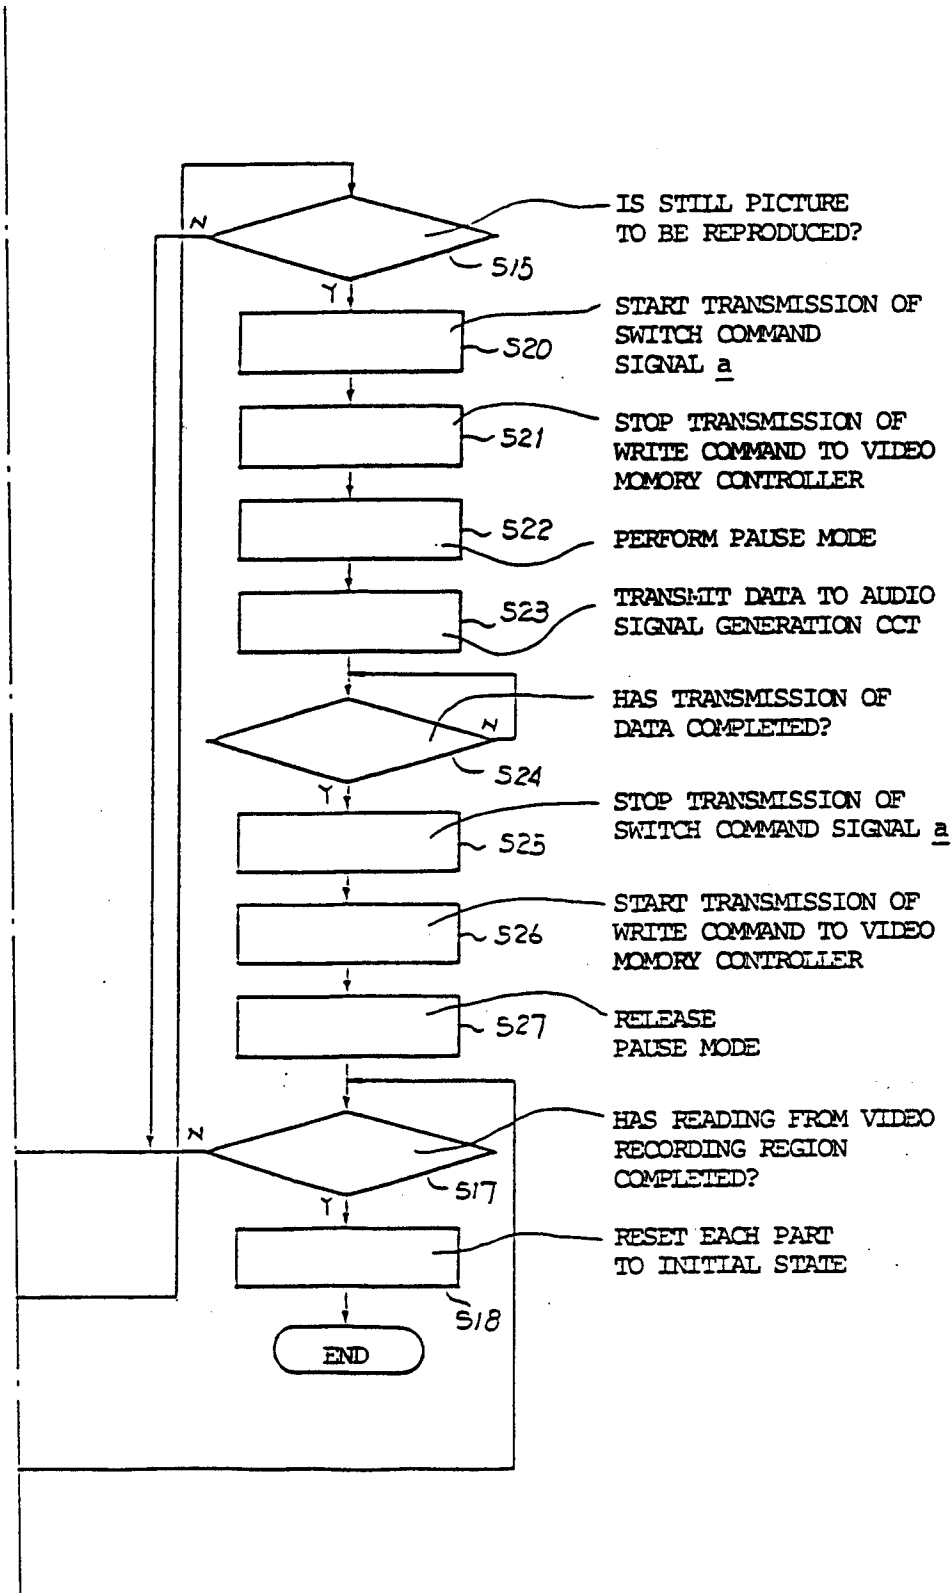 N
IS STILL PICTURE
TO BE REPRODUCED?
S15
Y
START TRANSMISSION OF
SWITCH COMMAND
SIGNAL a
S20
STOP TRANSMISSION OF
WRITE COMMAND TO VIDEO
MOMORY CONTROLLER
S21
S22
PERFORM PAUSE MODE
TRANSMIT DATA TO AUDIO
SIGNAL GENERATION CCT
S23
HAS TRANSMISSION OF
DATA COMPLETED?
N
S24
Y
STOP TRANSMISSION OF
SWITCH COMMAND SIGNAL a
S25
START TRANSMISSION OF
WRITE COMMAND TO VIDEO
MOMORY CONTROLLER
S26
RELEASE
PAUSE MODE
S27
N
HAS READING FROM VIDEO
RECORDING REGION
COMPLETED?
S17
Y
RESET EACH PART
TO INITIAL STATE
S18
END